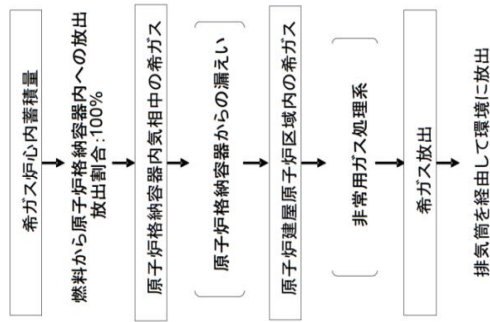 希ガス炉心内蓄積量
燃料から原子炉格納容器内への放出
放出割合:100%
原子炉格納容器内気相中の希ガス
原子炉格納容器からの漏えい
原子炉建屋原子炉区域内の希ガス
非常用ガス処理系
希ガス放出
排気筒を経由して環境に放出